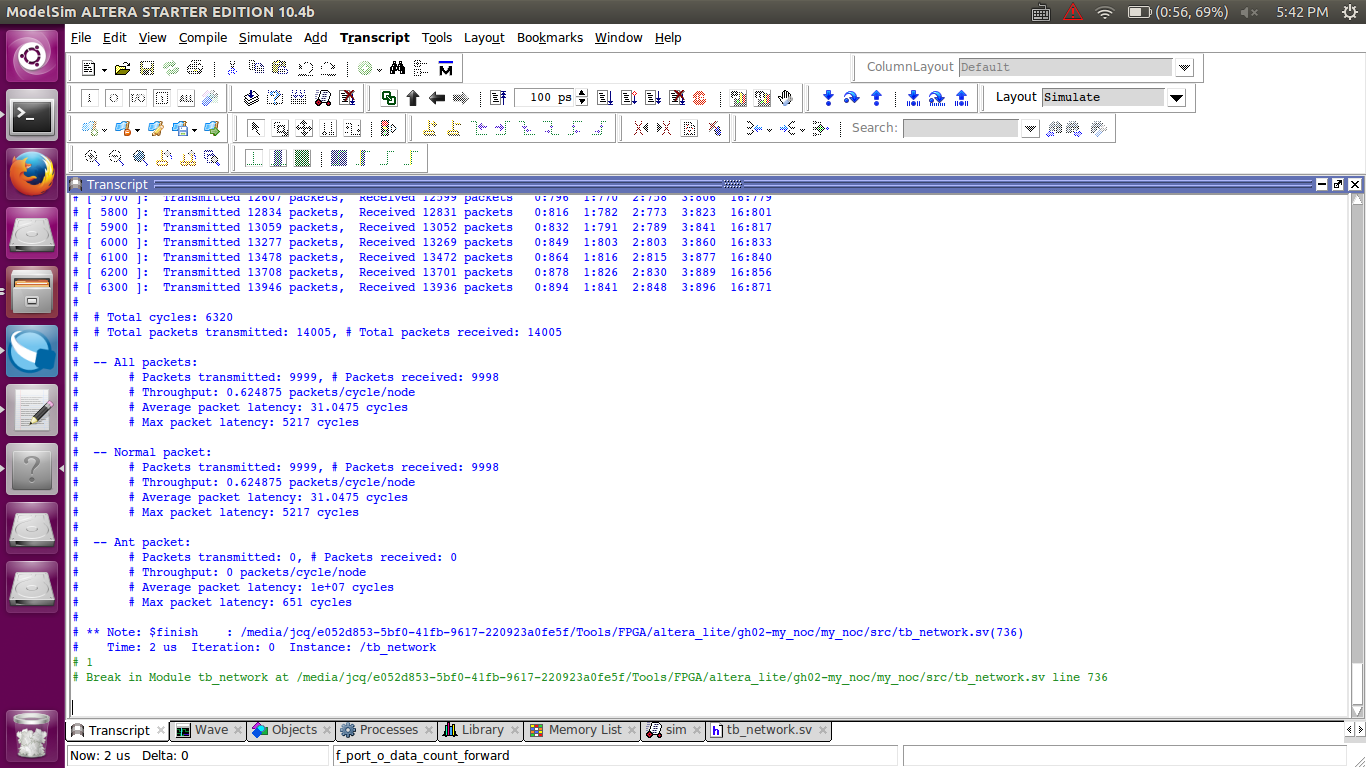 ModelSim ALTERA STARTER EDITION 10.4b (0:56, 69%) 5:42 PM
File Edit View Compile Simulate Add Transcript Tools Layout Bookmarks Window Help
ColumnLayout Default
100 ps Layout Simulate
Search:
Transcript
# [ 5700 ]: Transmitted 12607 packets, Received 12599 packets 0:796 1:770 2:758 3:806 16:779
# [ 5800 ]: Transmitted 12834 packets, Received 12831 packets 0:816 1:782 2:773 3:823 16:801
# [ 5900 ]: Transmitted 13059 packets, Received 13052 packets 0:832 1:791 2:789 3:841 16:817
# [ 6000 ]: Transmitted 13277 packets, Received 13269 packets 0:849 1:803 2:803 3:860 16:833
# [ 6100 ]: Transmitted 13478 packets, Received 13472 packets 0:864 1:816 2:815 3:877 16:840
# [ 6200 ]: Transmitted 13708 packets, Received 13701 packets 0:878 1:826 2:830 3:889 16:856
# [ 6300 ]: Transmitted 13946 packets, Received 13936 packets 0:894 1:841 2:848 3:896 16:871
#
# # Total cycles: 6320
# # Total packets transmitted: 14005, # Total packets received: 14005
#
# -- All packets:
# # Packets transmitted: 9999, # Packets received: 9998
# # Throughput: 0.624875 packets/cycle/node
# # Average packet latency: 31.0475 cycles
# # Max packet latency: 5217 cycles
#
# -- Normal packet:
# # Packets transmitted: 9999, # Packets received: 9998
# # Throughput: 0.624875 packets/cycle/node
# # Average packet latency: 31.0475 cycles
# # Max packet latency: 5217 cycles
#
# -- Ant packet:
# # Packets transmitted: 0, # Packets received: 0
# # Throughput: 0 packets/cycle/node
# # Average packet latency: 1e+07 cycles
# # Max packet latency: 651 cycles
#
# ** Note: $finish : /media/jcq/e052d853-5bf0-41fb-9617-220923a0fe5f/Tools/FPGA/altera_lite/gh02-my_noc/my_noc/src/tb_network.sv(736)
# Time: 2 us Iteration: 0 Instance: /tb_network
# 1
# Break in Module tb_network at /media/jcq/e052d853-5bf0-41fb-9617-220923a0fe5f/Tools/FPGA/altera_lite/gh02-my_noc/my_noc/src/tb_network.sv line 736
Transcript Wave Objects Processes Library Memory List sim tb_network.sv
Now: 2 us Delta: 0 f_port_o_data_count_forward